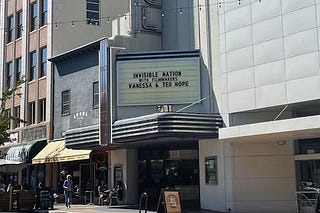 INVISIBLE NATION
WITH FILMMAKERS
VANESSA & TED HOPE